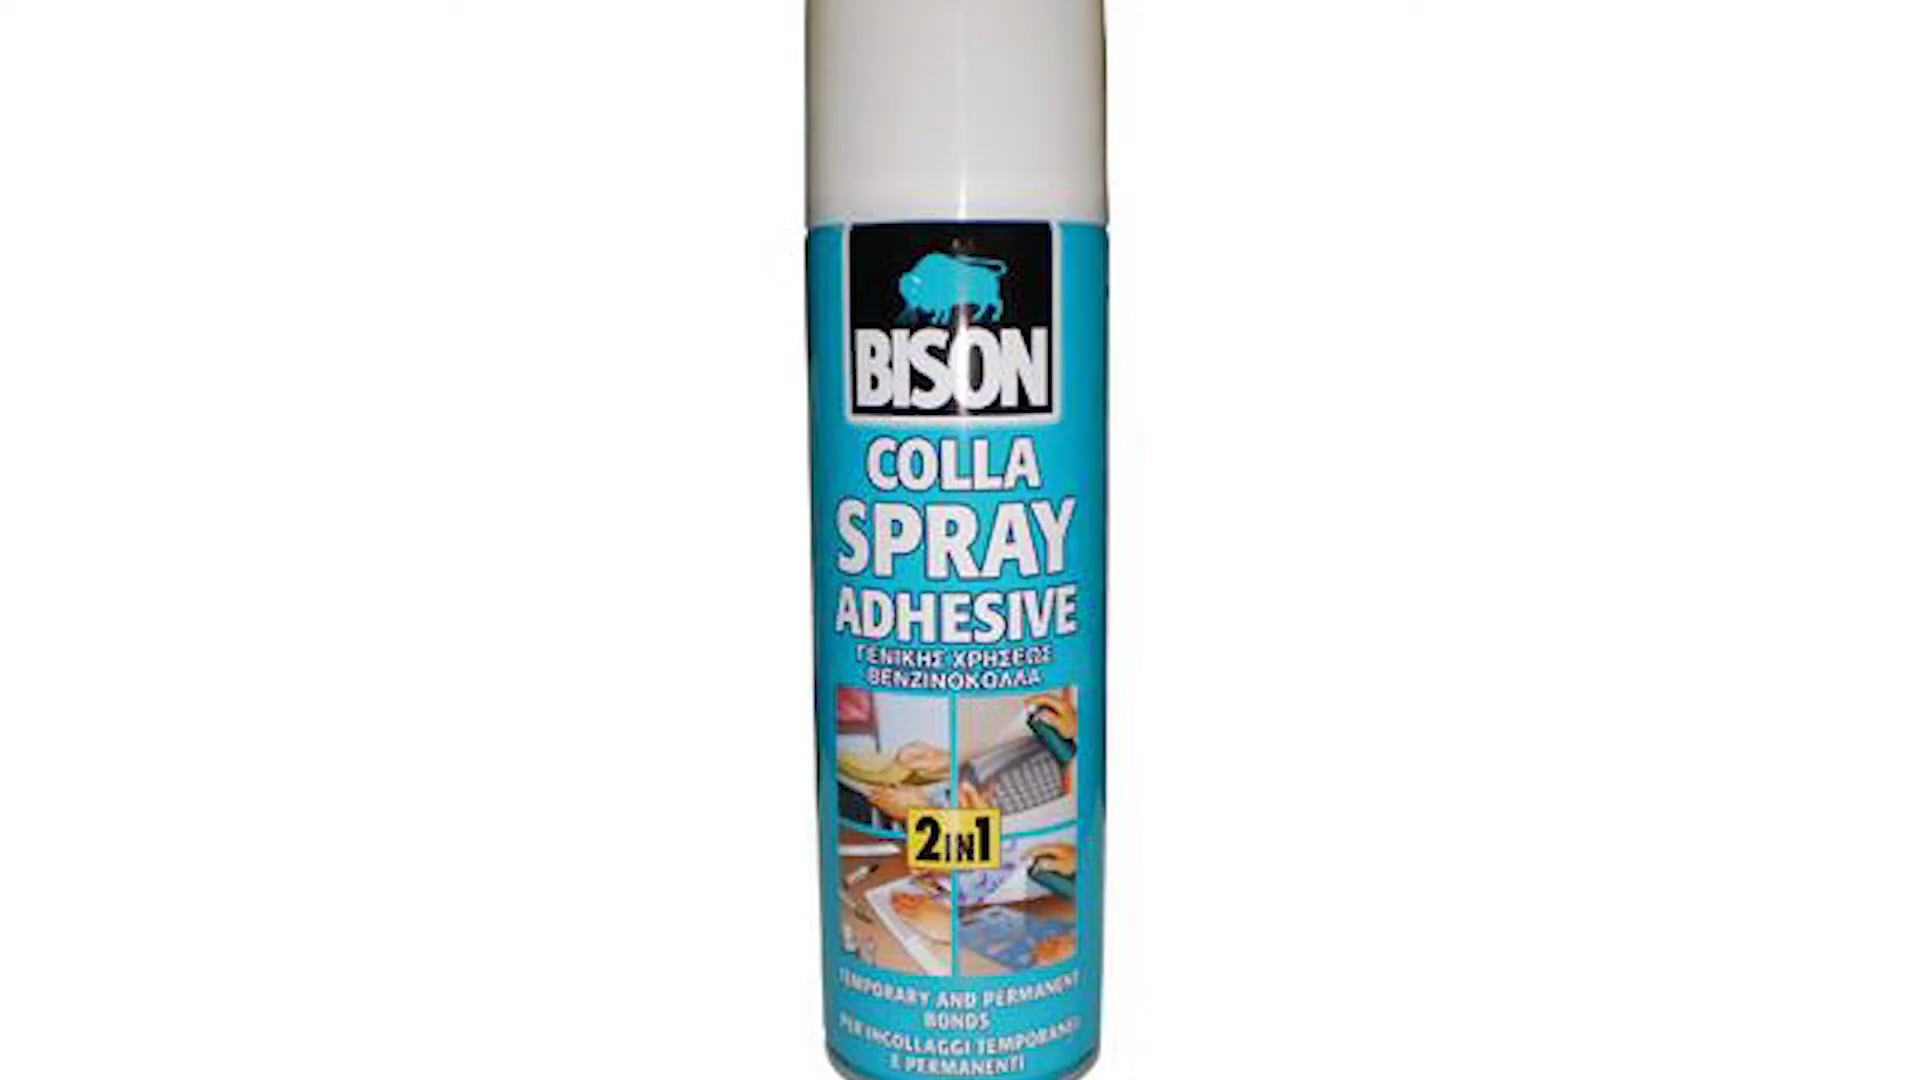 BISON
COLLA
SPRAY
ADHESIVE
ΓΕΝΙΚΗΣ ΧΡΗΣΕΩΣ
ΒΕΝΖΙΝΟΚΟΛΛΑ
2IN1
TEMPORARY AND PERMANENT
BONDS
PER INCOLLAGGI TEMPORANEI
E PERMANENTI